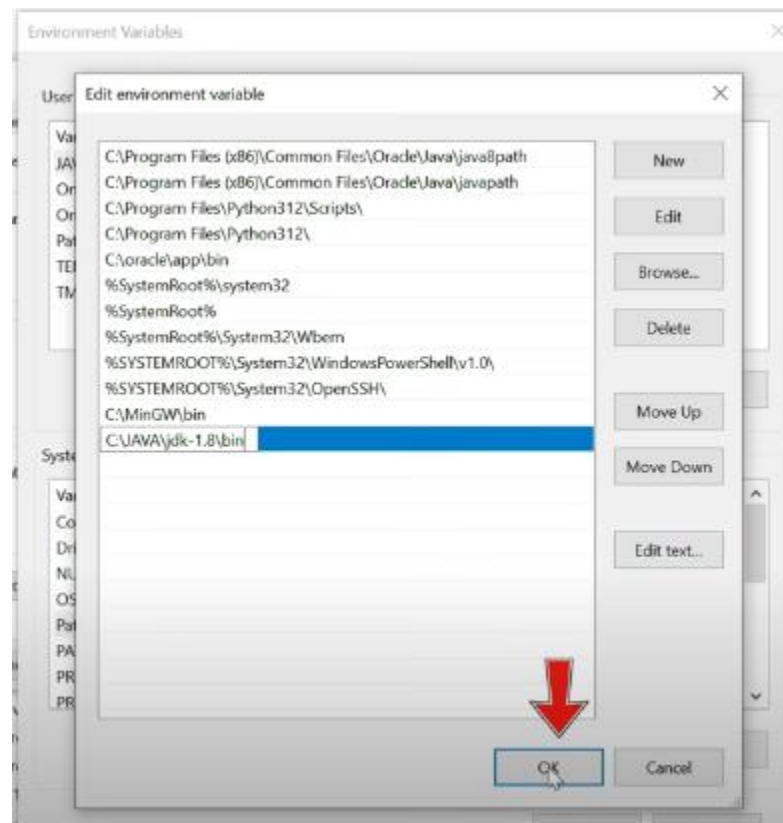 Environment Variables
User
Edit environment variable
Va
JA
On
On
Pat
TE
TM
C:\Program Files (x86)\Common Files\Oracle\Java\java8path
C:\Program Files (x86)\Common Files\Oracle\Java\javapath
C:\Program Files\Python312\Scripts\
C:\Program Files\Python312\
C:\oracle\app\bin
%SystemRoot%\system32
%SystemRoot%
%SystemRoot%\System32\Wbem
%SYSTEMROOT%\System32\WindowsPowerShell\v1.0\
%SYSTEMROOT%\System32\OpenSSH\
C:\MinGW\bin
C:\JAVA\jdk-1.8\bin
New
Edit
Browse...
Delete
Move Up
Move Down
Edit text...
Syste
Va
Co
Dri
NU
OS
Pat
PA
PR
PR
OK
Cancel